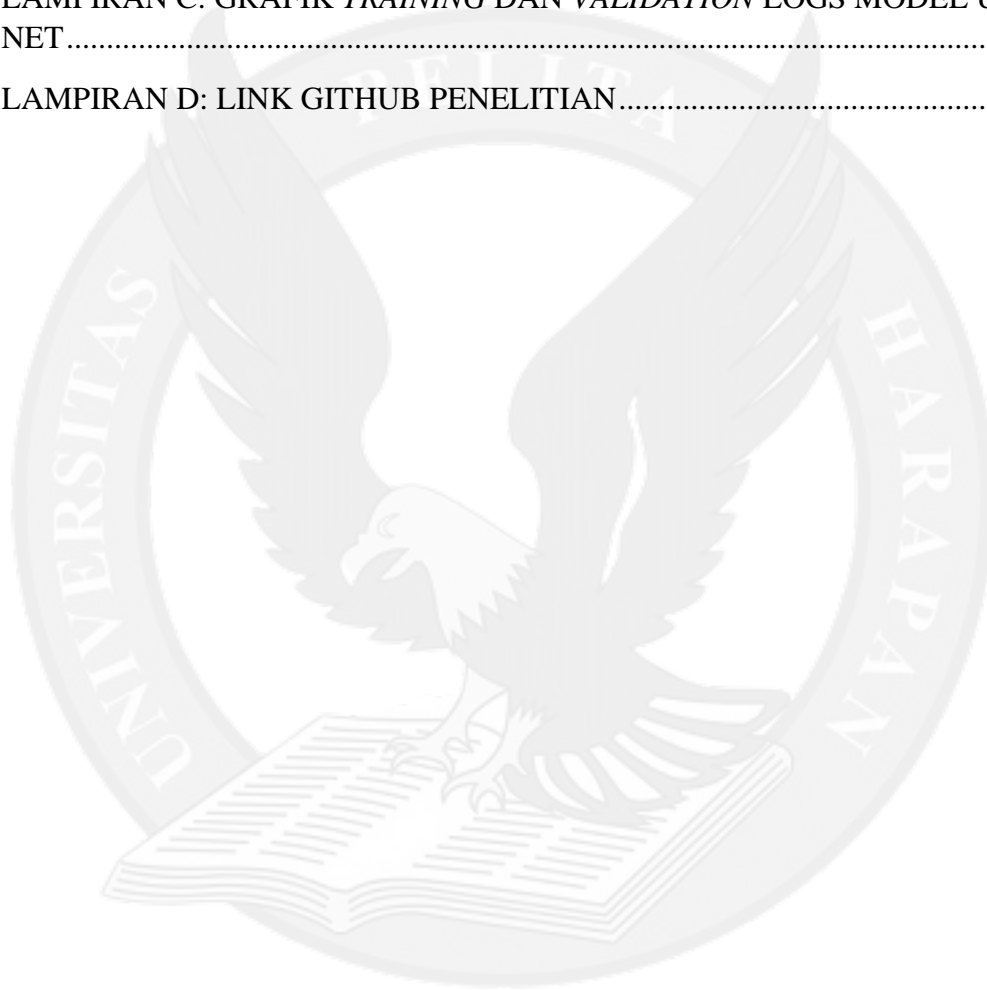 LAMPIRAN C: GRAFIK TRAINING DAN VALIDATION LOGS MODEL U
NET................................................................................................................
LAMPIRAN D: LINK GITHUB PENELITIAN..........................................
UNIVERSITAS PELITA HARAPAN